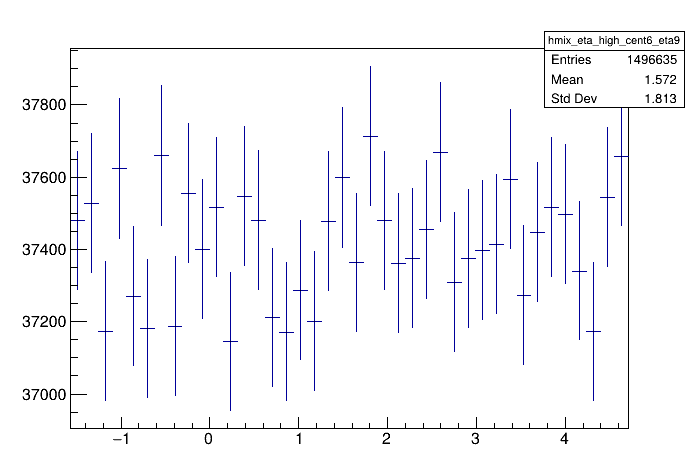 hmix_eta_high_cent6_eta9
Entries 1496635
Mean 1.572
Std Dev 1.813
37800
37600
37400
37200
37000
−1 0 1 2 3 4